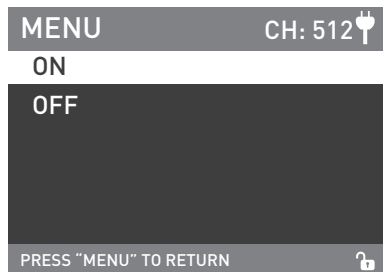 MENU CH: 512
ON
OFF
PRESS “MENU” TO RETURN